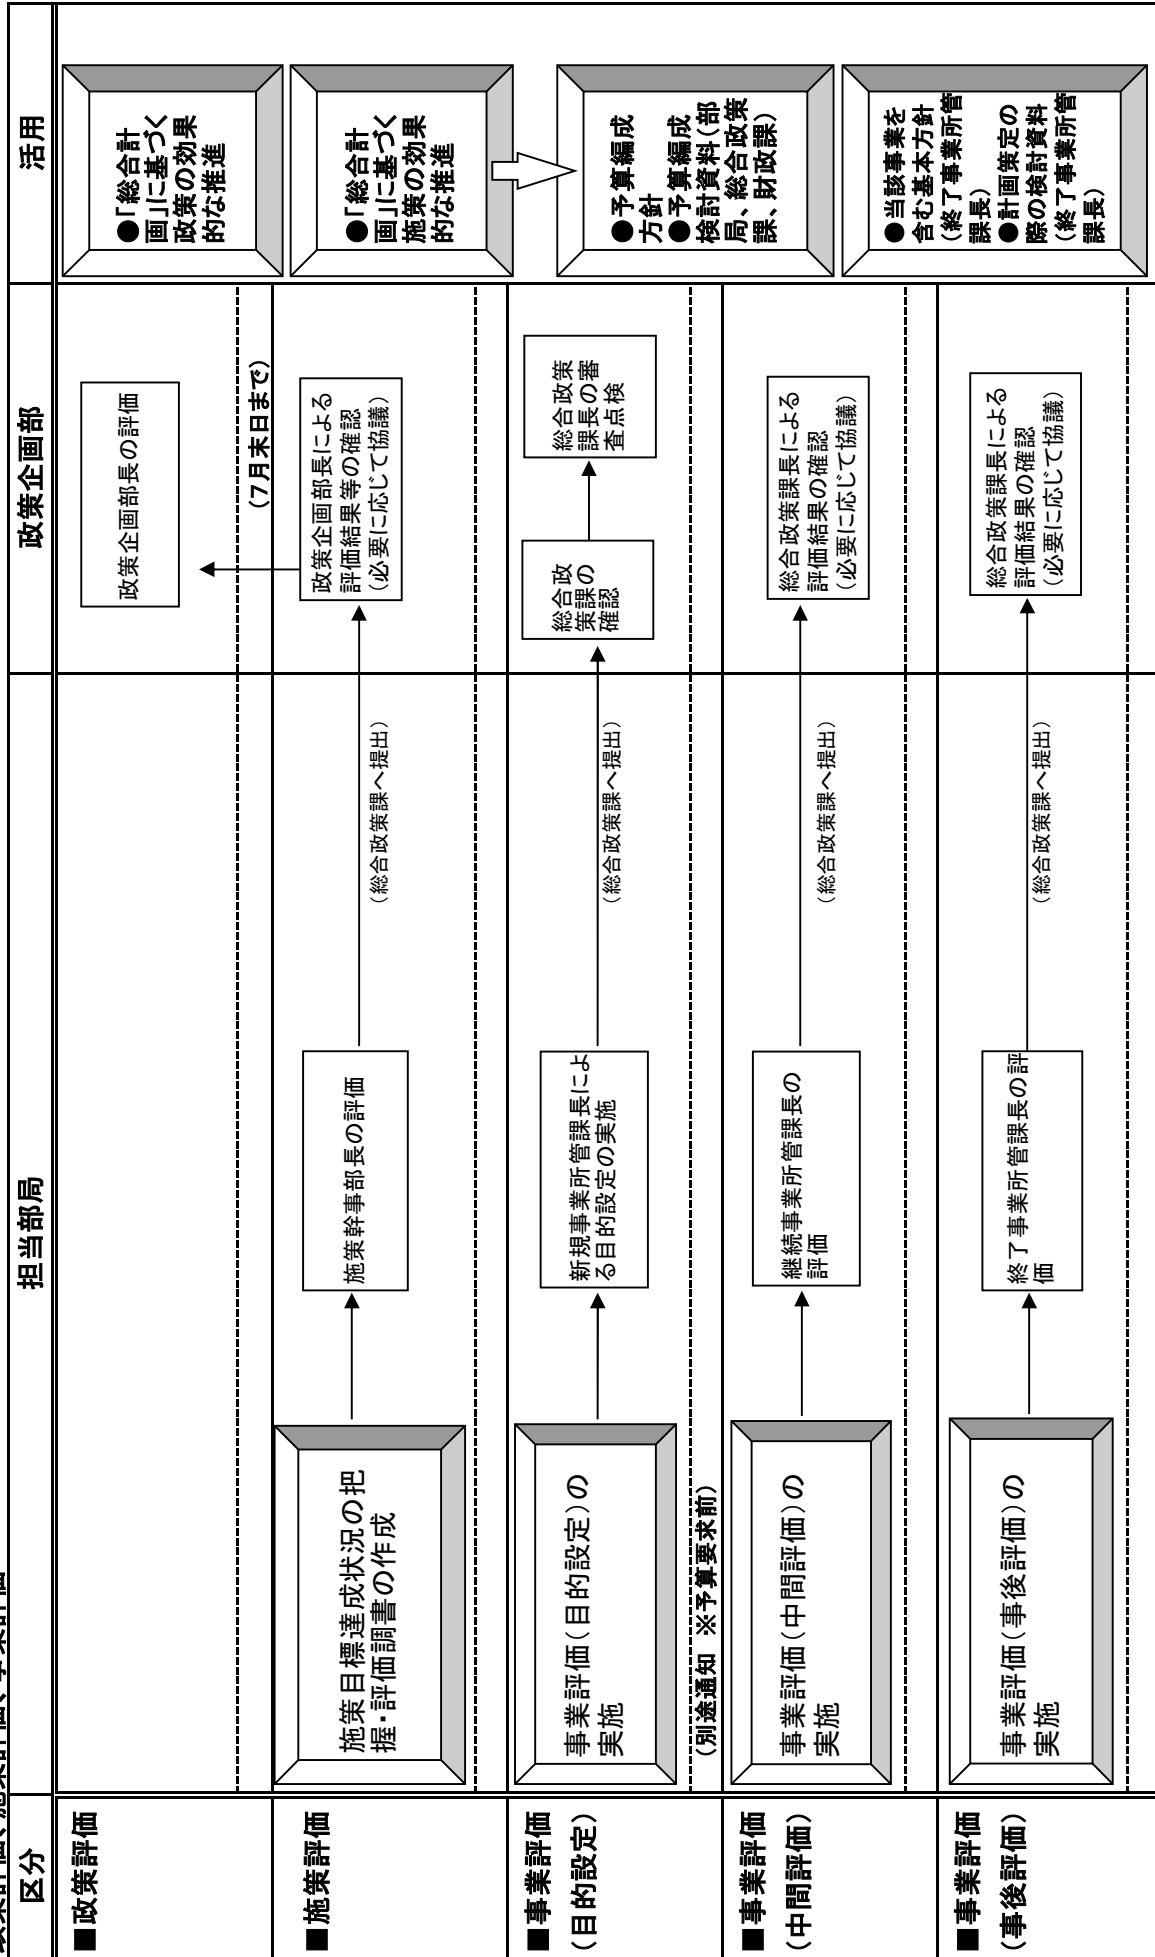 政策評価、施策評価、事業評価
区分
担当部局
政策企画部
活用
■政策評価
政策企画部長の評価
●「総合計
画」に基づく
政策の効果
的な推進
（7月末日まで）
■施策評価
施策目標達成状況の把
握・評価調書の作成
施策幹事部長の評価
（総合政策課へ提出）
政策企画部長による
評価結果等の確認
（必要に応じて協議）
●「総合計
画」に基づく
施策の効果
的な推進
■事業評価
（目的設定）
事業評価（目的設定）の
実施
新規事業所管課長によ
る目的設定の実施
（総合政策課へ提出）
総合政
策課の
確認
総合政策
課長の審
査点検
●予算編成
方針
●予算編成
検討資料（部
局、総合政策
課、財政課）
（別途通知 ※予算要求前）
■事業評価
（中間評価）
事業評価（中間評価）の
実施
継続事業所管課長の
評価
（総合政策課へ提出）
総合政策課長による
評価結果の確認
（必要に応じて協議）
●当該事業を
含む基本方針
（終了事業所管
課長）
●計画策定の
際の検討資料
（終了事業所管
課長）
■事業評価
（事後評価）
事業評価（事後評価）の
実施
終了事業所管課長の評
価
（総合政策課へ提出）
総合政策課長による
評価結果の確認
（必要に応じて協議）